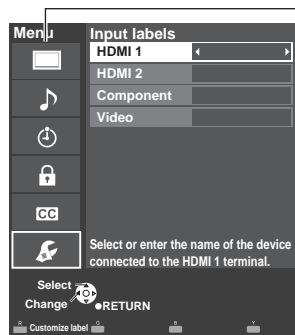 Menu
Input labels
HDMI 1
HDMI 2
Component
Video
CC
Select or enter the name of the device
connected to the HDMI 1 terminal.
Select
Change
RETURN
R G B Y
Customize label